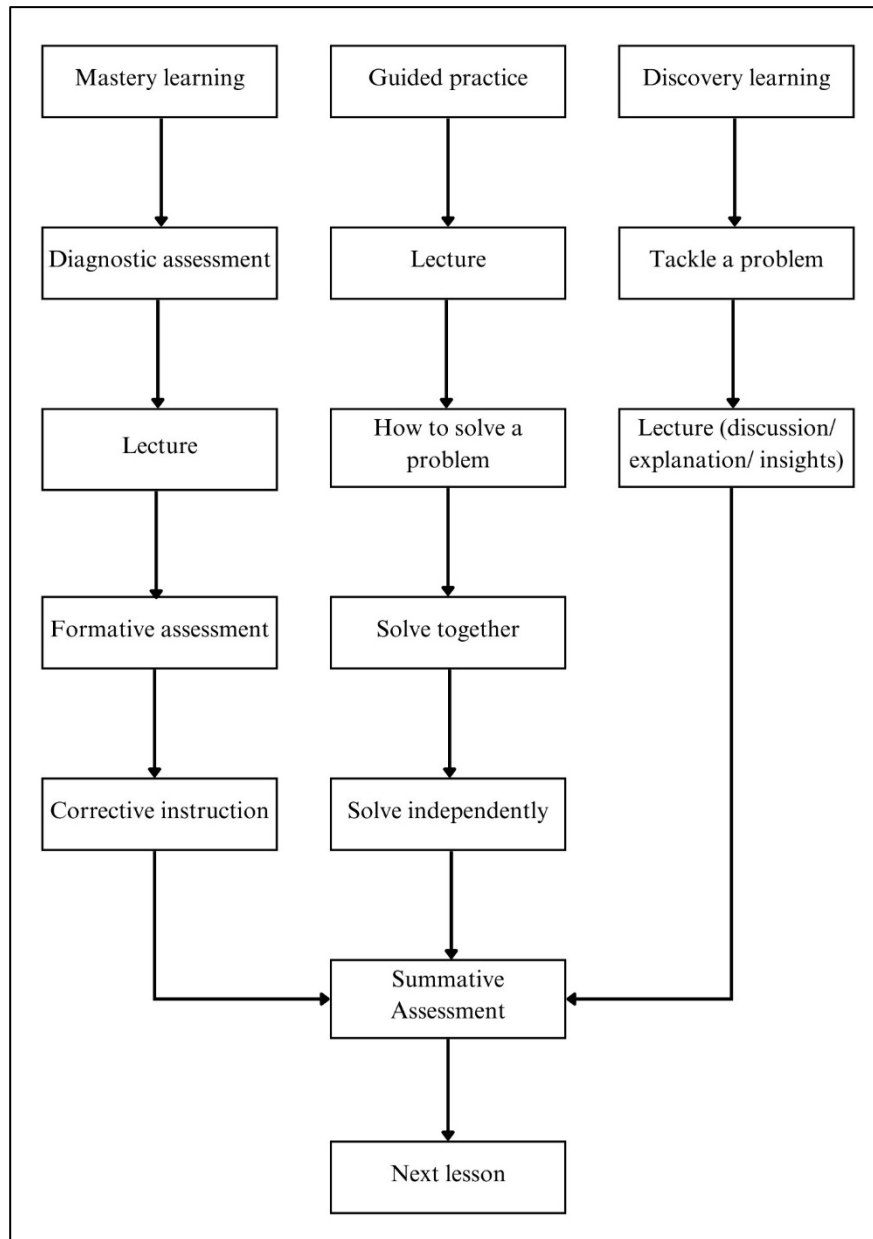 Mastery learning
Guided practice
Discovery learning
Diagnostic assessment
Lecture
Tackle a problem
Lecture
How to solve a
problem
Lecture (discussion/
explanation/ insights)
Formative assessment
Solve together
Corrective instruction
Solve independently
Summative
Assessment
Next lesson